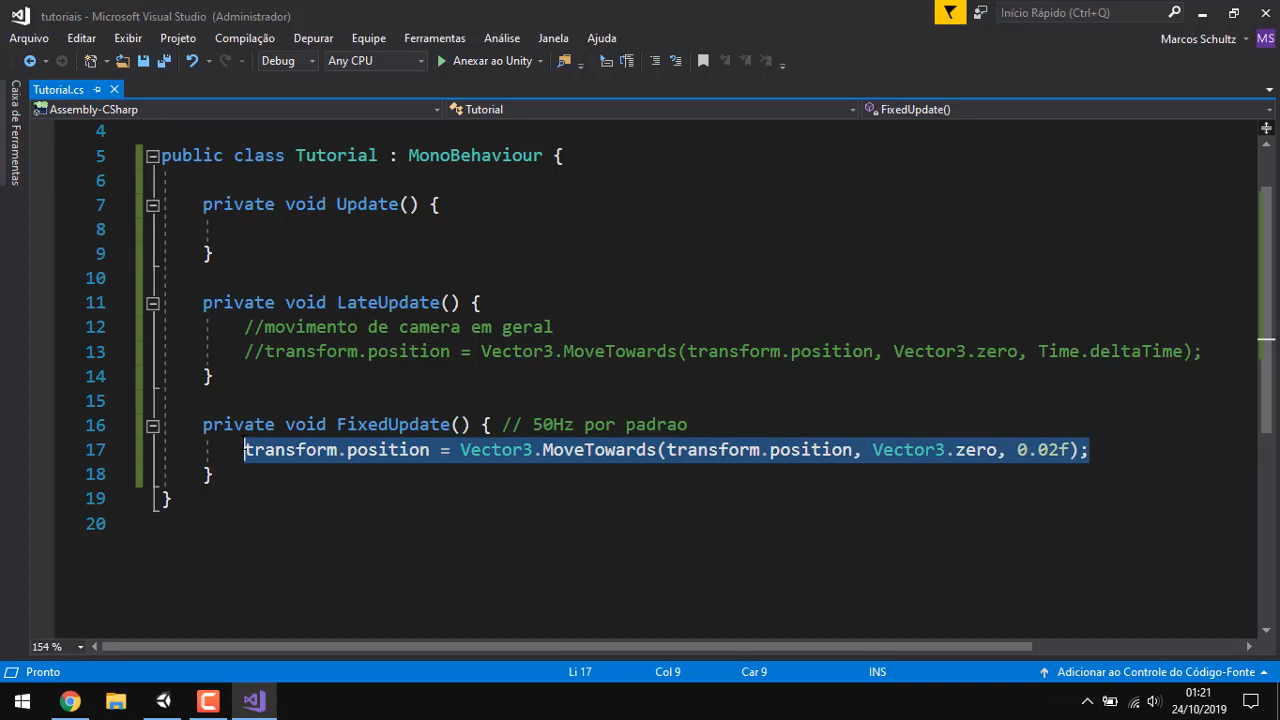 tutoriais - Microsoft Visual Studio (Administrador)
Início Rápido (Ctrl+Q)
Arquivo Editar Exibir Projeto Compilação Depurar Equipe Ferramentas Análise Janela Ajuda
Marcos Schultz MS
Debug Any CPU Anexar ao Unity
Caixa de Ferramentas
Tutorial.cs
Assembly-CSharp Tutorial FixedUpdate()
4
5 public class Tutorial : MonoBehaviour {
6
7 private void Update() {
8
9 }
10
11 private void LateUpdate() {
12 //movimento de camera em geral
13 //transform.position = Vector3.MoveTowards(transform.position, Vector3.zero, Time.deltaTime);
14 }
15
16 private void FixedUpdate() { // 50Hz por padrao
17 transform.position = Vector3.MoveTowards(transform.position, Vector3.zero, 0.02f);
18 }
19 }
20
154 %
Pronto Li 17 Col 9 Car 9 INS Adicionar ao Controle do Código-Fonte
01:21
24/10/2019